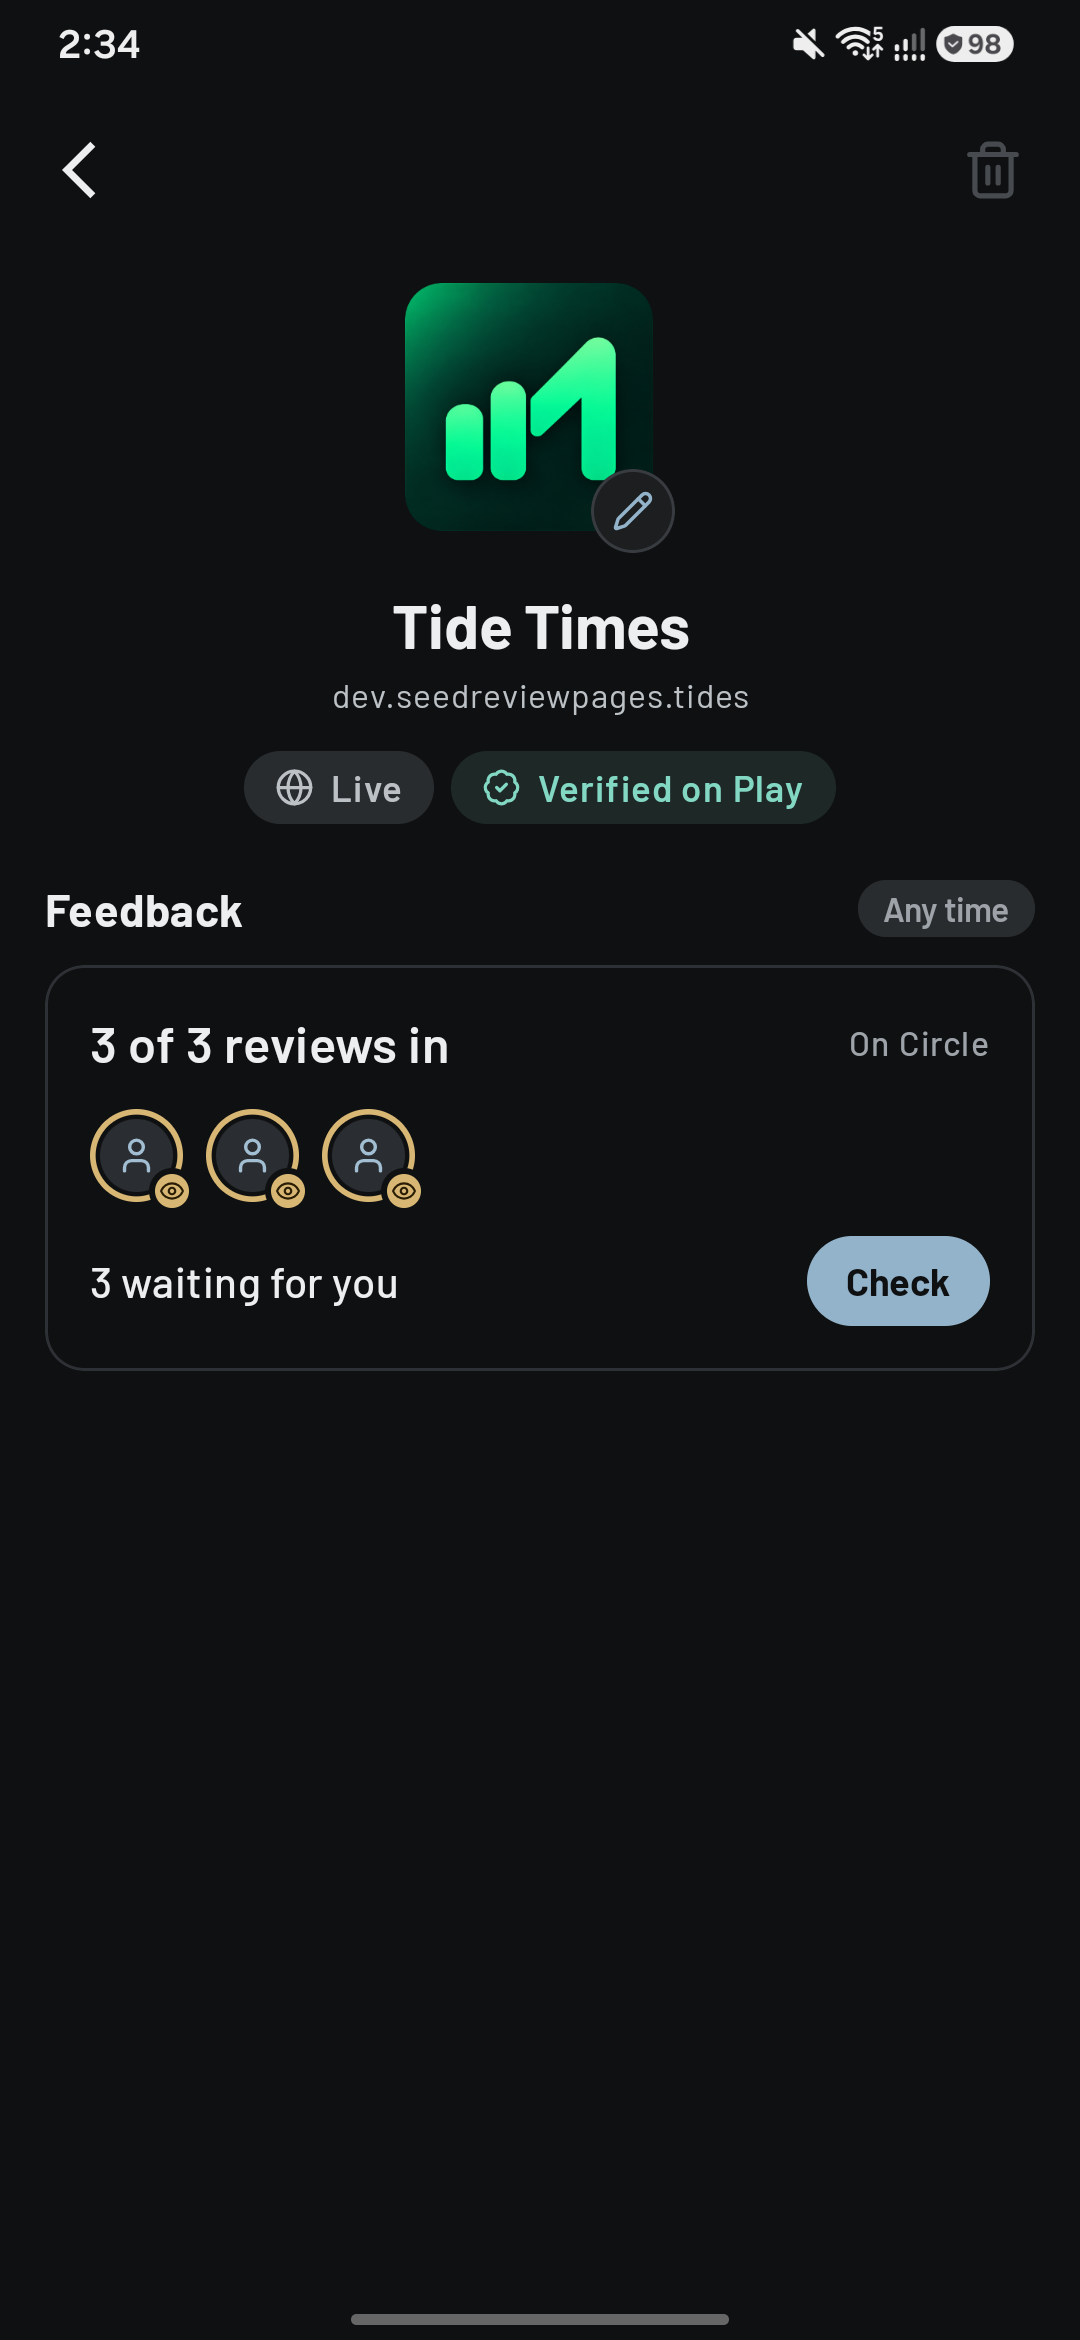 2:34
5
98
Tide Times
dev.seedreviewpages.tides
Live
Verified on Play
Feedback
Any time
3 of 3 reviews in
On Circle
3 waiting for you
Check